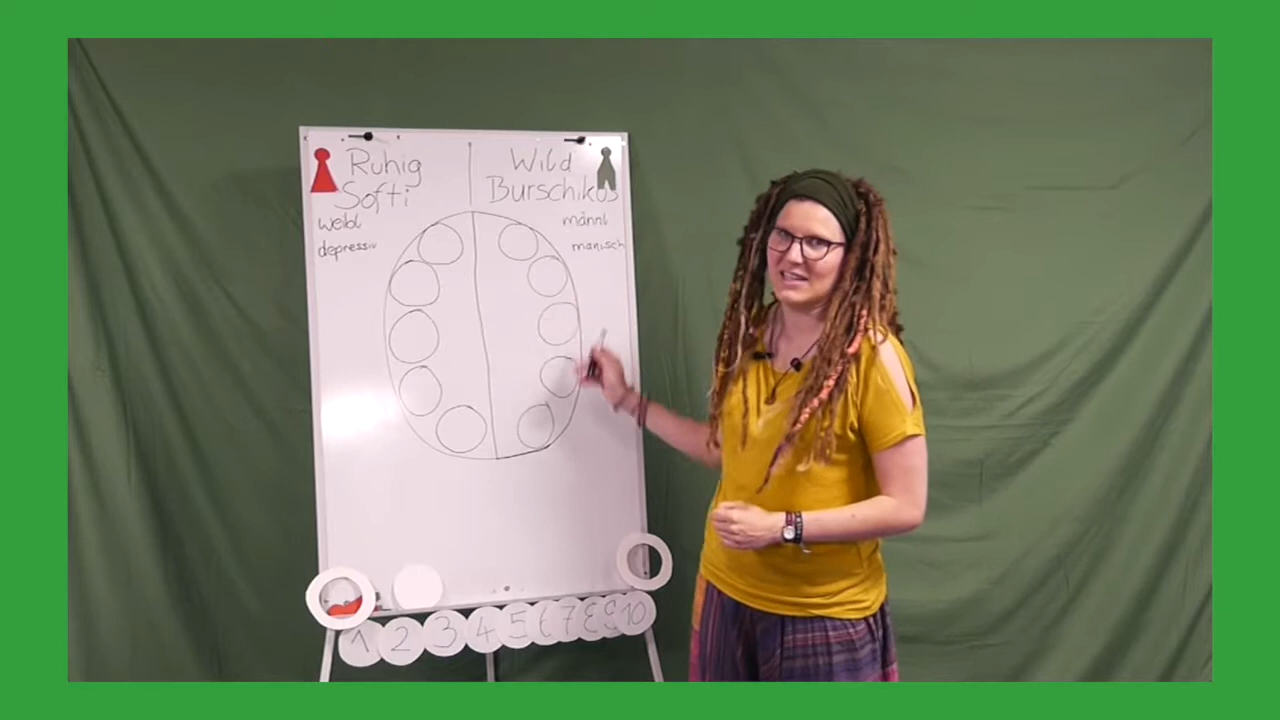 Ruhig
Softi
weibl
depressiv
Wild
Burschikos
männl
manisch
1 2 3 4 5 6 7 8 9 10